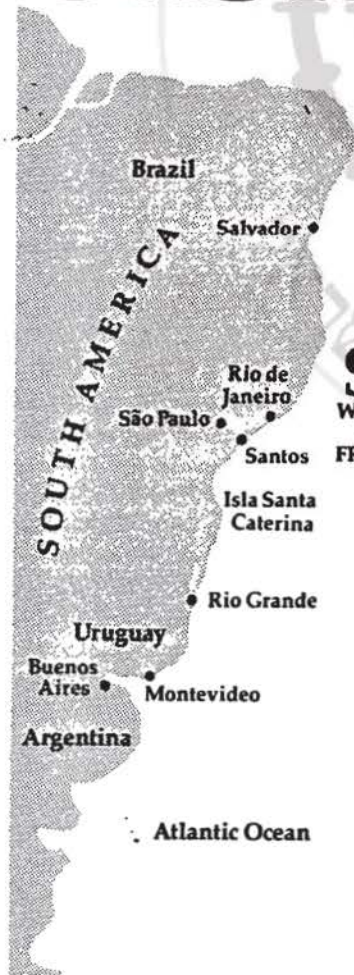 Brazil
Salvador
SOUTH AMERICA
Rio de
Janeiro
São Paulo
Santos
Isla Santa
Caterina
Rio Grande
Uruguay
Buenos
Aires
Montevideo
Argentina
Atlantic Ocean